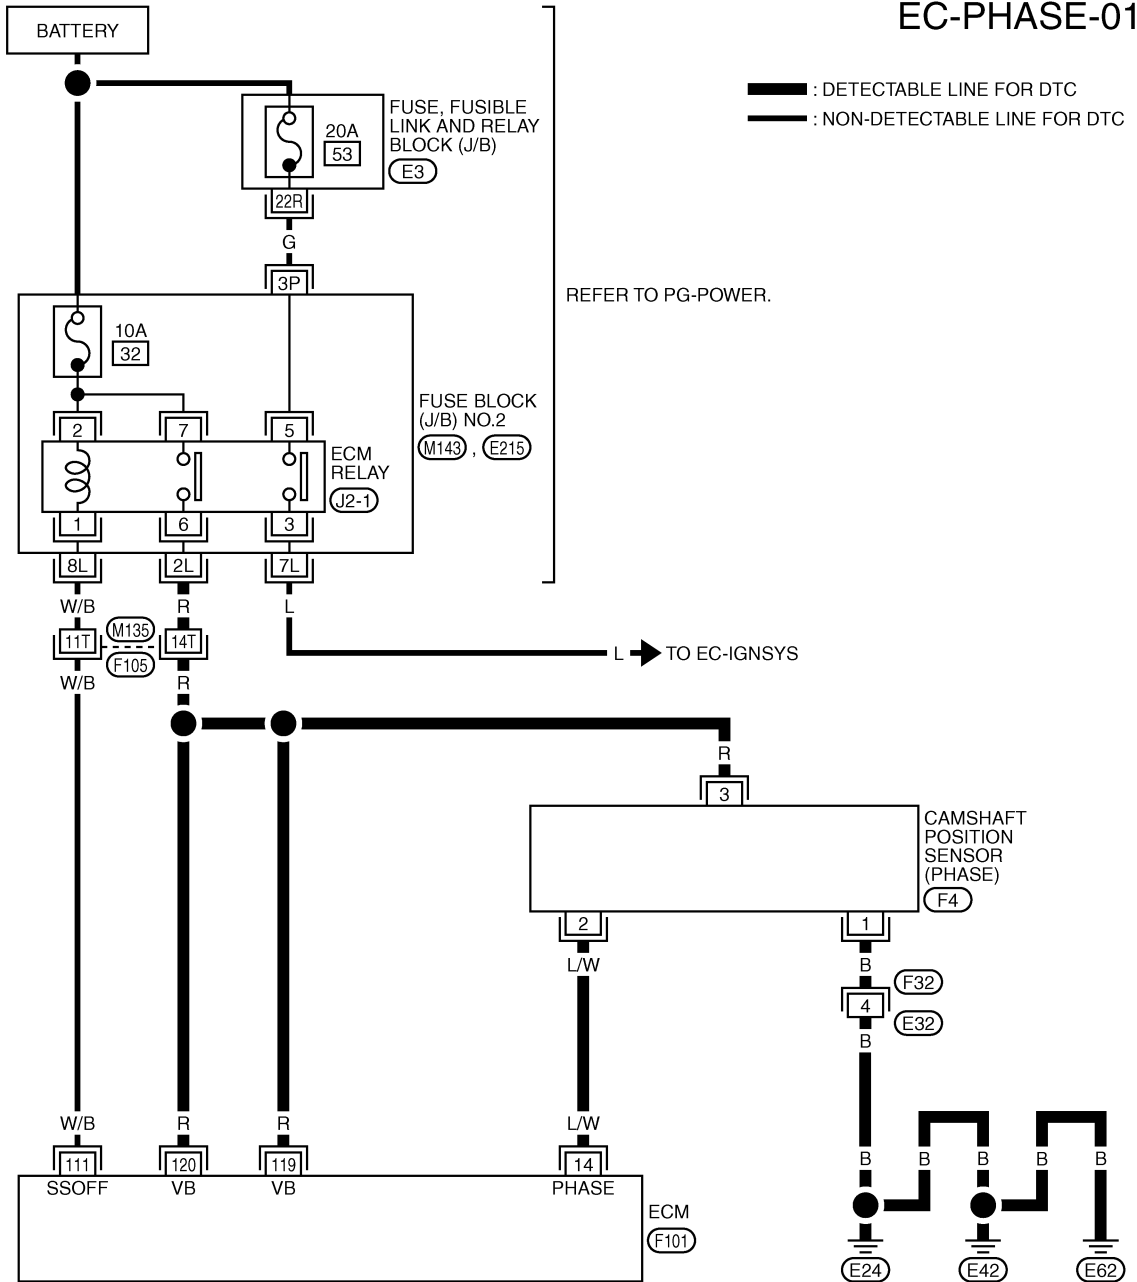 EC-PHASE-01
BATTERY
: DETECTABLE LINE FOR DTC
: NON-DETECTABLE LINE FOR DTC
FUSE, FUSIBLE
LINK AND RELAY
BLOCK (J/B)
E3
20A
53
22R
G
3P
REFER TO PG-POWER.
10A
32
FUSE BLOCK
(J/B) NO.2
M143 , E215
2 7 5
ECM
RELAY
J2-1
1 6 3
8L 2L 7L
W/B R L
11T M135 14T
F105
L TO EC-IGNSYS
W/B R
R
3
CAMSHAFT
POSITION
SENSOR
(PHASE)
F4
2 1
L/W B
F32
4
E32
B
W/B R R L/W
B B B B B
111 120 119 14
SSOFF VB VB PHASE
ECM
F101
E24 E42 E62